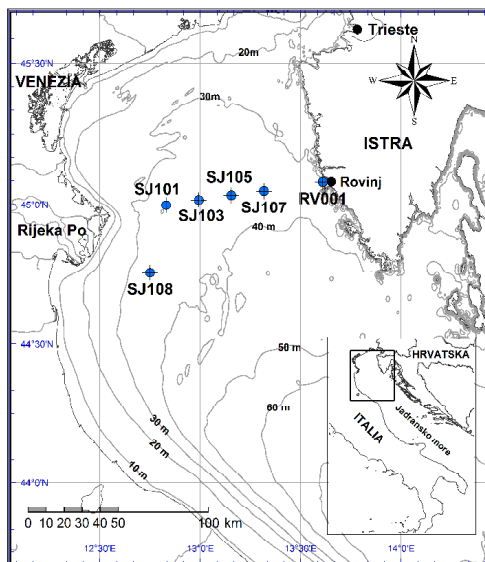 Trieste
20m
N
45°30'N
VENEZIA
W
E
30m
S
ISTRA
SJ105
SJ101
Rovinj
SJ103
SJ107
RV001
45°0'N
40 m
Rijeka Po
SJ108
44°30'N
50 m
HRVATSKA
60 m
Jadransko more
ITALIA
30 m
20 m
10 m
44°0'N
0 10 20 30 40 50
100 km
12°30'E
13°0'E
13°30'E
14°0'E